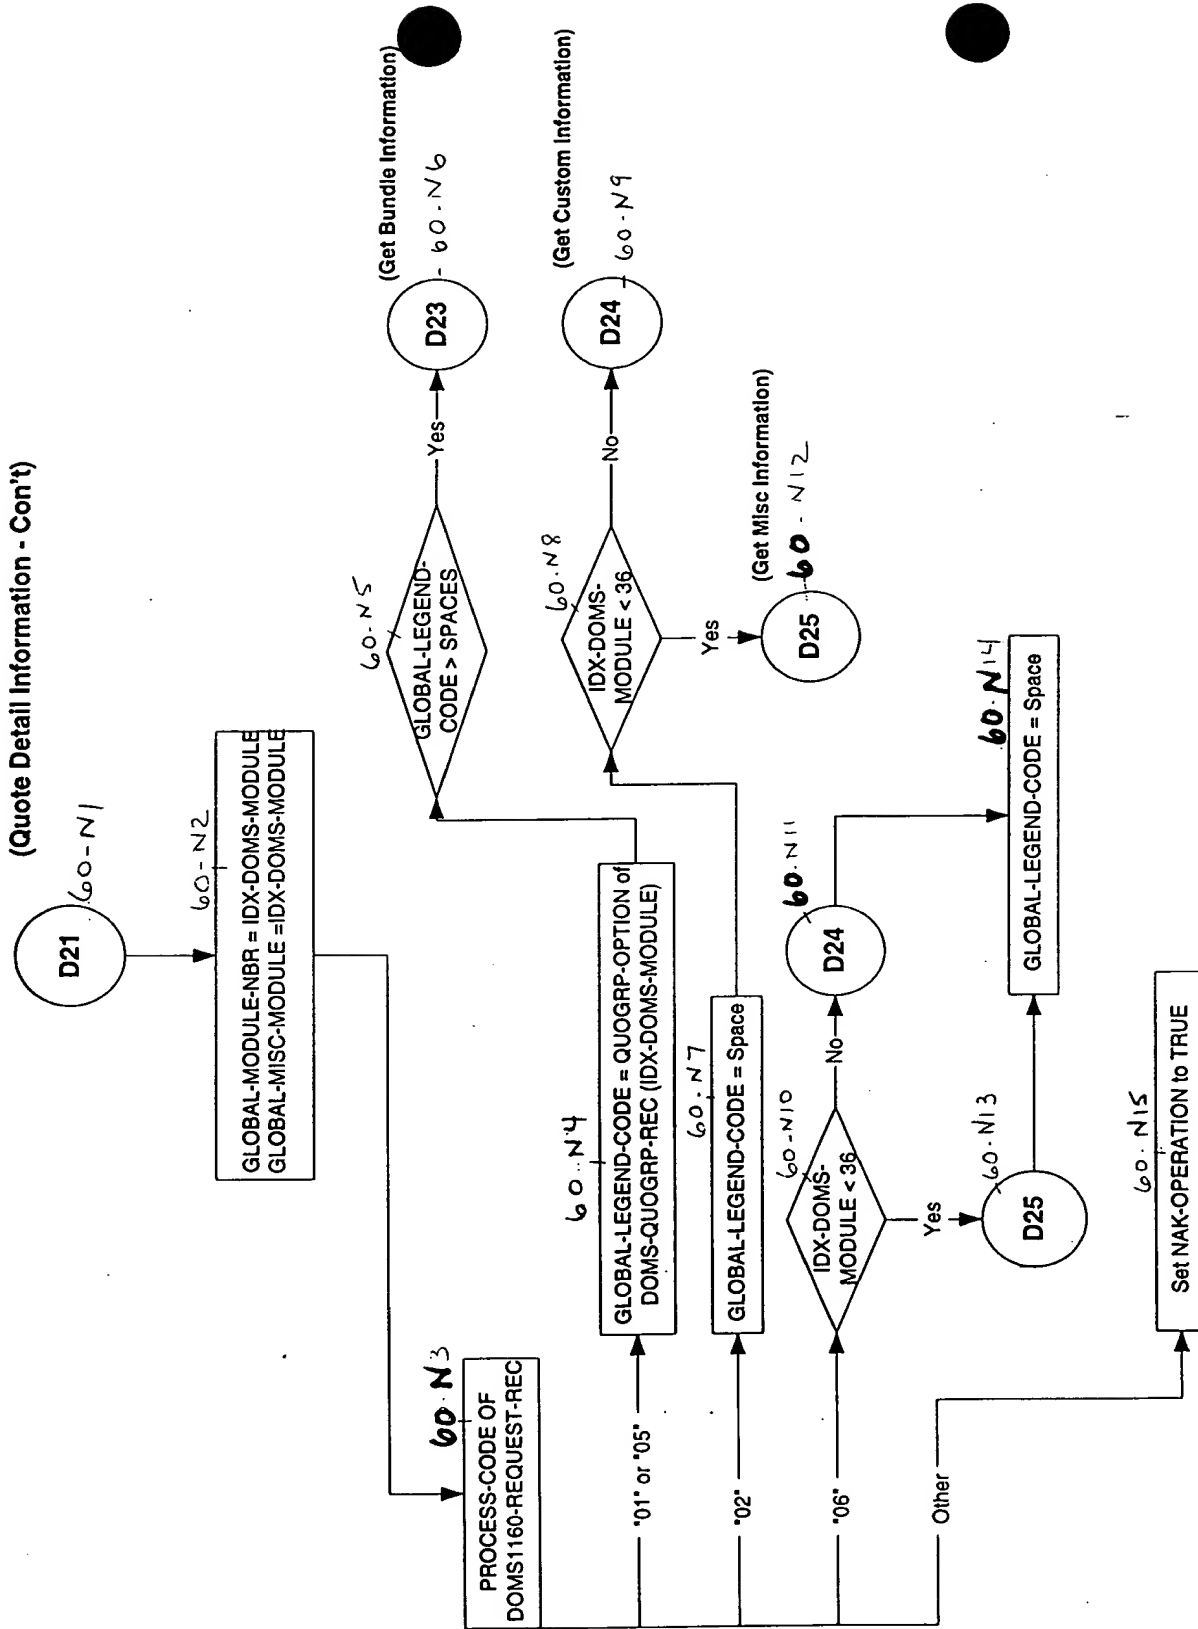 (Quote Detail Information - Con't)
D21
60-N1
60-N2
GLOBAL-MODULE-NBR = IDX-DOMS-MODULE
GLOBAL-MISC-MODULE =IDX-DOMS-MODULE
60-N3
PROCESS-CODE OF
DOMS1160-REQUEST-REC
"01" or "05"
60-N4
GLOBAL-LEGEND-CODE = QUOGRP-OPTION of
DOMS-QUOGRP-REC (IDX-DOMS-MODULE)
60-N5
GLOBAL-LEGEND-
CODE > SPACES
Yes
D23
60-N6
(Get Bundle Information)
"02"
60-N7
GLOBAL-LEGEND-CODE = Space
60-N8
IDX-DOMS-
MODULE < 36
No
D24
60-N9
(Get Custom Information)
Yes
D25
60-N12
(Get Misc Information)
"06"
60-N10
IDX-DOMS-
MODULE < 36
No
D24
60-N11
Yes
D25
60-N13
60-N14
GLOBAL-LEGEND-CODE = Space
Other
60-N15
Set NAK-OPERATION to TRUE